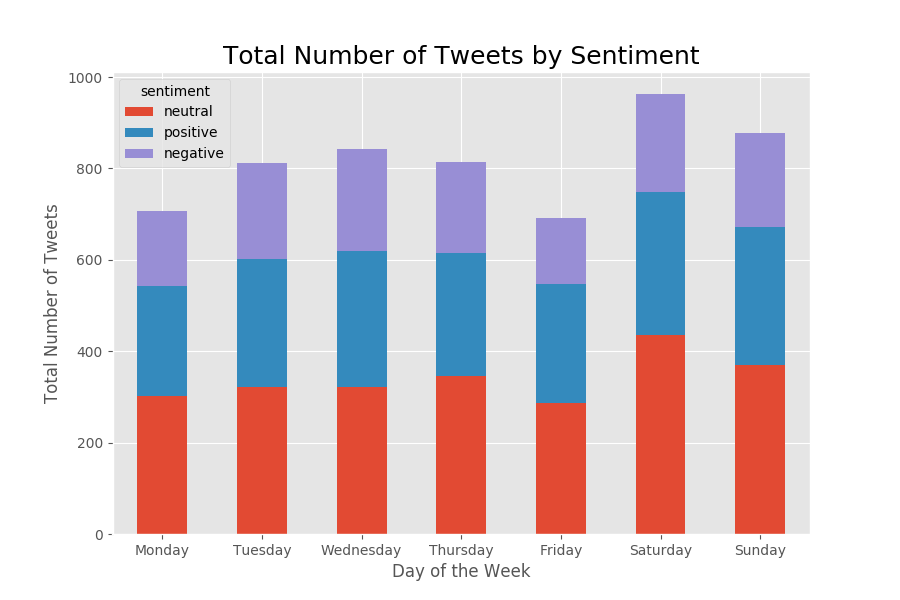 Total Number of Tweets by Sentiment
1000
800
600
400
200
0
Total Number of Tweets
sentiment
neutral
positive
negative
Monday Tuesday Wednesday Thursday Friday Saturday Sunday
Day of the Week